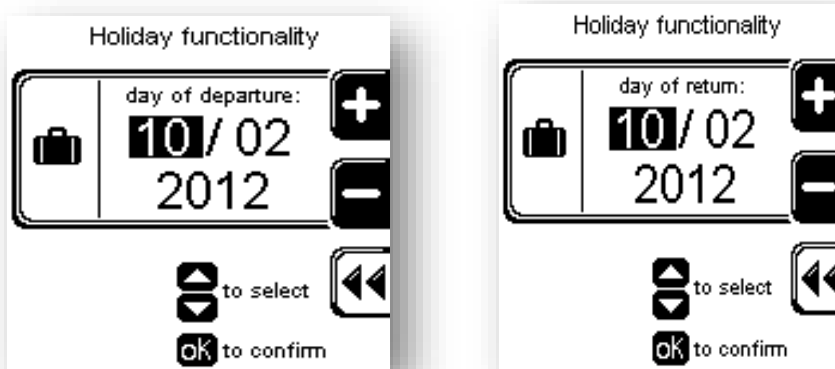 Holiday functionality
day of departure:
10/ 02
2012
to select
oK to confirm
Holiday functionality
day of return:
10/ 02
2012
to select
oK to confirm